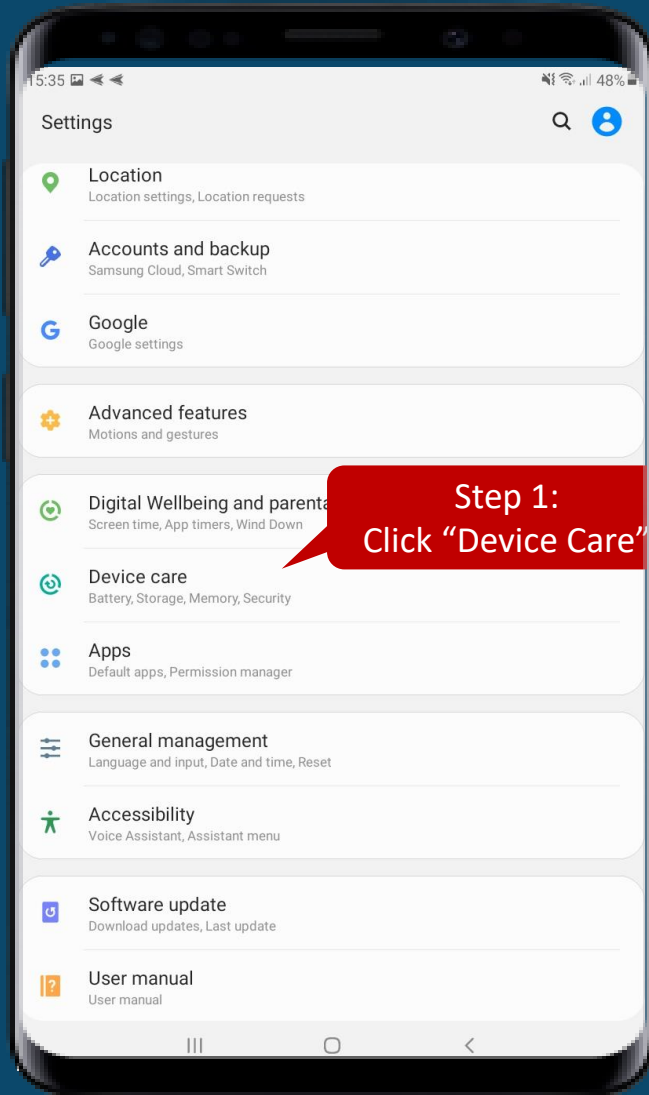 15:35
48%
Settings
Location
Location settings, Location requests
Accounts and backup
Samsung Cloud, Smart Switch
Google
Google settings
Advanced features
Motions and gestures
Digital Wellbeing and
Screen time, App timers, Wind Down
Step 1:
Click “Device Care”
Device care
Battery, Storage, Memory, Security
Apps
Default apps, Permission manager
General management
Language and input, Date and time, Reset
Accessibility
Voice Assistant, Assistant menu
Software update
Download updates, Last update
User manual
User manual